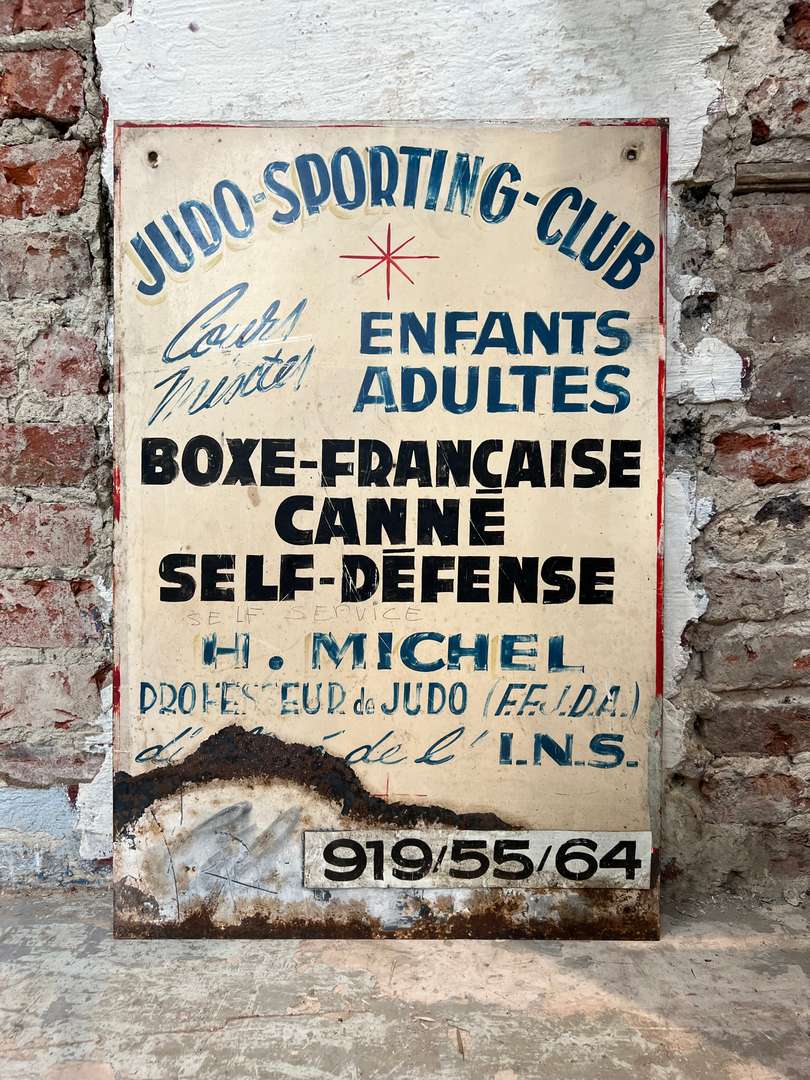 JUDO-SPORTING-CLUB
Cours ENFANTS
Mixtes ADULTES
BOXE-FRANÇAISE
CANNÉ
SELF-DÉFENSE
SELF SERVICE
H. MICHEL
PROFESSEUR de JUDO (F.F.J.D.A.)
de l' I.N.S.
919/55/64